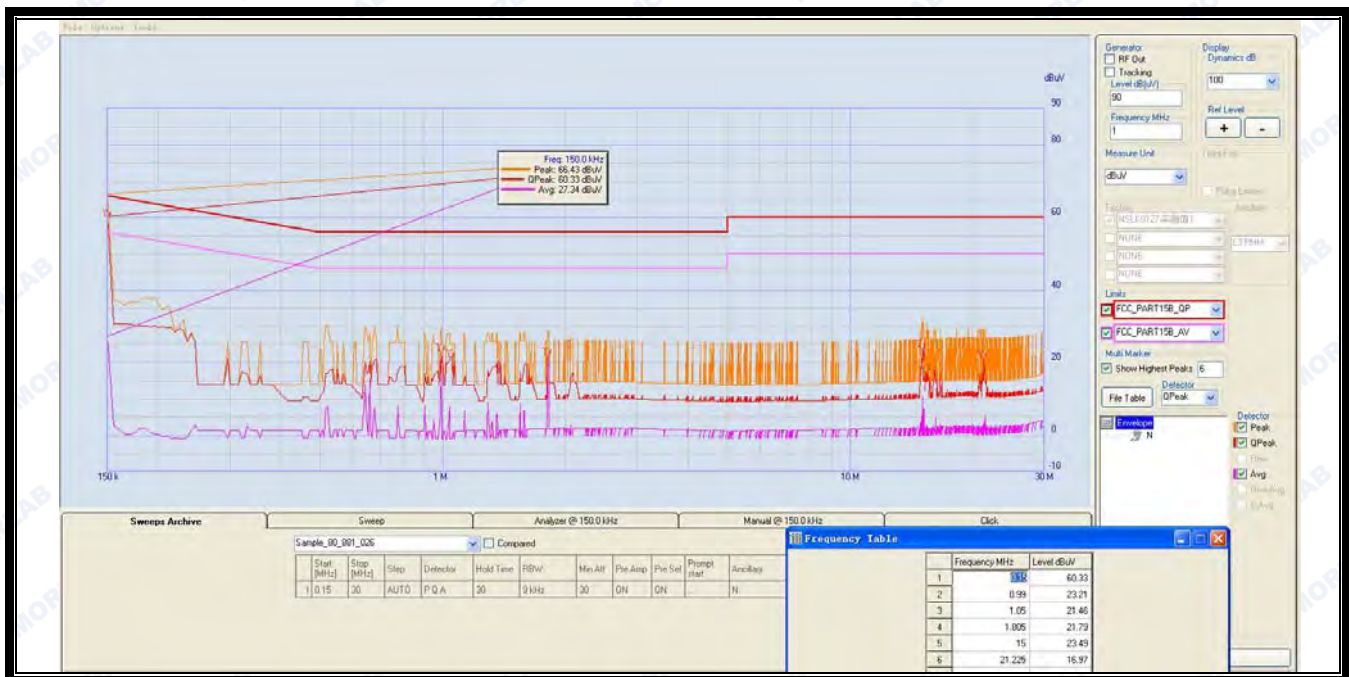 File Options Tools
dBuV
90
80
60
40
20
0
-10
150 k
1 M
10 M
30 M
Freq: 150.0 kHz
Peak: 66.43 dBuV
QPeak: 60.33 dBuV
Avg: 27.34 dBuV
Generator
RF Out
Tracking
Level dB(uV)
90
Frequency MHz
1
Display
Dynamics dB
100
Ref Level
+ -
Measure Unit
dBuV
Pulse Limiter
NONE
NONE
NONE
Limits
FCC_PART15B_QP
FCC_PART15B_AV
Multi Marker
Show Highest Peaks 6
File Table
Detector
QPeak
Envelope
N
Detector
Peak
QPeak
Avg
Sweeps Archive
Sweep
Analyzer @ 150.0 kHz
Manual @ 150.0 kHz
Click
Sample_00_001_026
Compared
Start [MHz] Stop [MHz] Step Detector Hold Time RBW Min Att Pre Amp Pre Sel Prompt start Ancillary
1 0.15 30 AUTO P Q A 30 9 kHz 30 ON ON ... N
Frequency Table
Frequency MHz Level dBuV
1 0.15 60.33
2 0.99 23.21
3 1.05 21.46
4 1.805 21.79
5 15 23.49
6 21.225 16.97